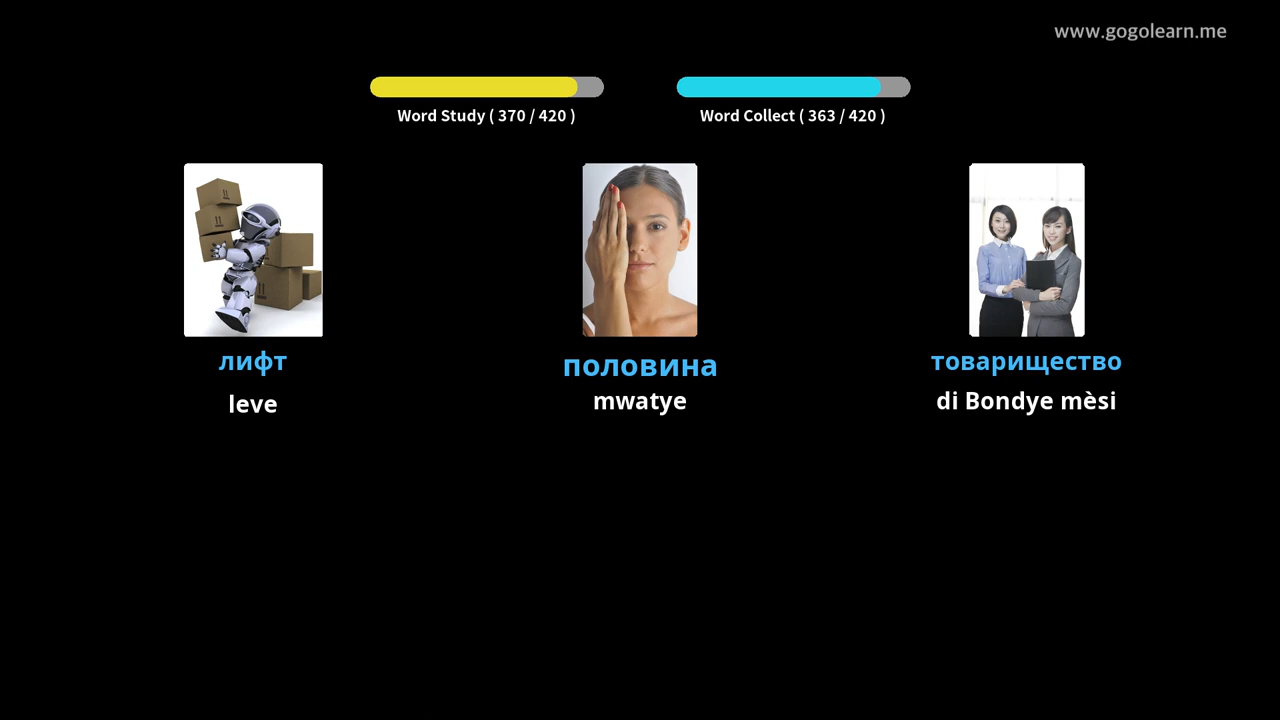 www.gogolearn.me
Word Study ( 370 / 420 )
Word Collect ( 363 / 420 )
лифт
leve
половина
mwatye
товарищество
di Bondye mèsi